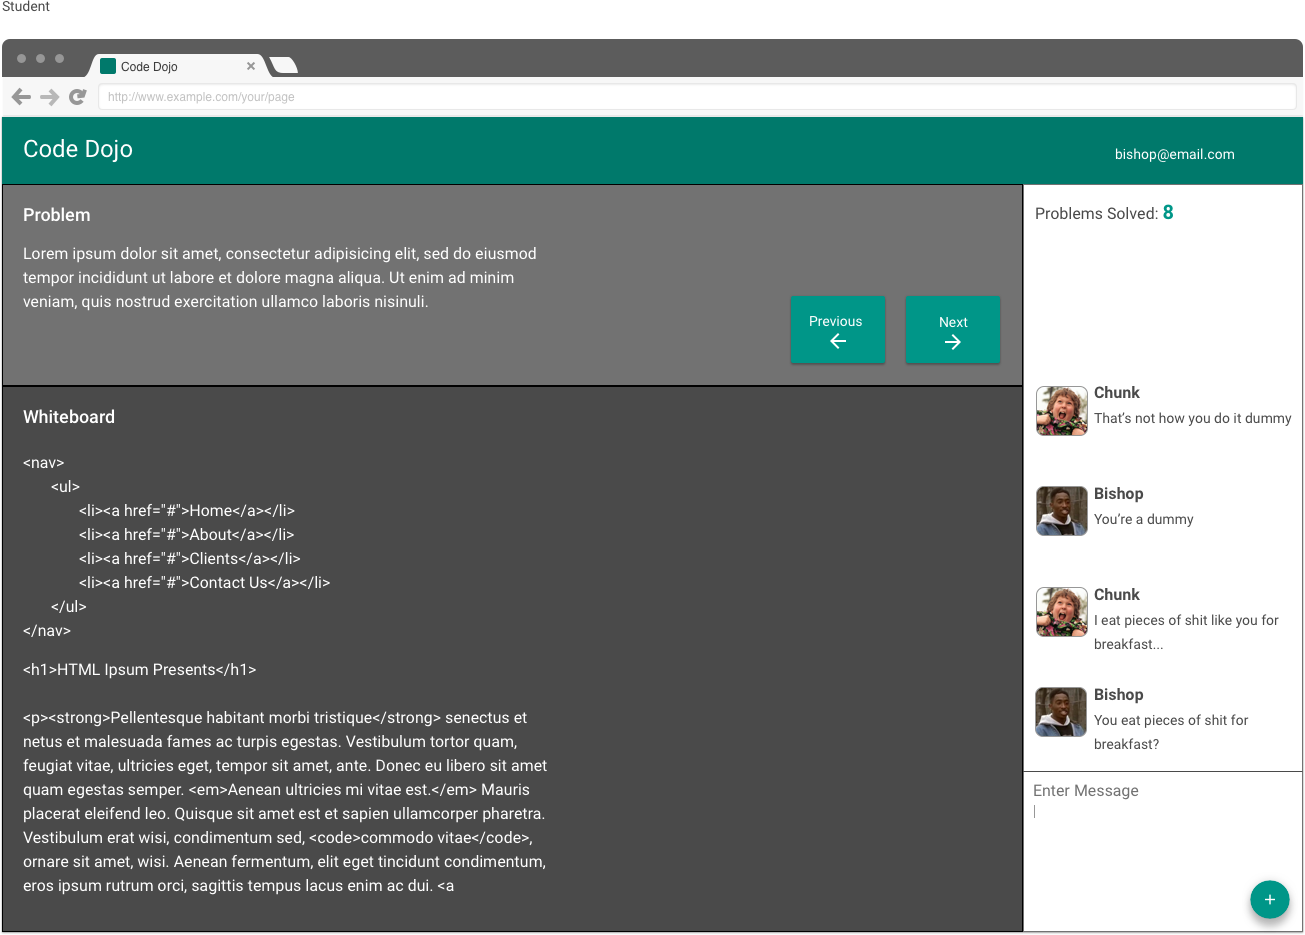 Student
Code Dojo
http://www.example.com/your/page
Code Dojo
bishop@email.com
Problem
Lorem ipsum dolor sit amet, consectetur adipisicing elit, sed do eiusmod
tempor incididunt ut labore et dolore magna aliqua. Ut enim ad minim
veniam, quis nostrud exercitation ullamco laboris nisinuli.
Previous
Next
Whiteboard
<nav>
<ul>
<li><a href="#">Home</a></li>
<li><a href="#">About</a></li>
<li><a href="#">Clients</a></li>
<li><a href="#">Contact Us</a></li>
</ul>
</nav>
<h1>HTML Ipsum Presents</h1>
<p><strong>Pellentesque habitant morbi tristique</strong> senectus et
netus et malesuada fames ac turpis egestas. Vestibulum tortor quam,
feugiat vitae, ultricies eget, tempor sit amet, ante. Donec eu libero sit amet
quam egestas semper. <em>Aenean ultricies mi vitae est.</em> Mauris
placerat eleifend leo. Quisque sit amet est et sapien ullamcorper pharetra.
Vestibulum erat wisi, condimentum sed, <code>commodo vitae</code>,
ornare sit amet, wisi. Aenean fermentum, elit eget tincidunt condimentum,
eros ipsum rutrum orci, sagittis tempus lacus enim ac dui. <a
Problems Solved: 8
Chunk
That’s not how you do it dummy
Bishop
You’re a dummy
Chunk
I eat pieces of shit like you for
breakfast...
Bishop
You eat pieces of shit for
breakfast?
Enter Message
+